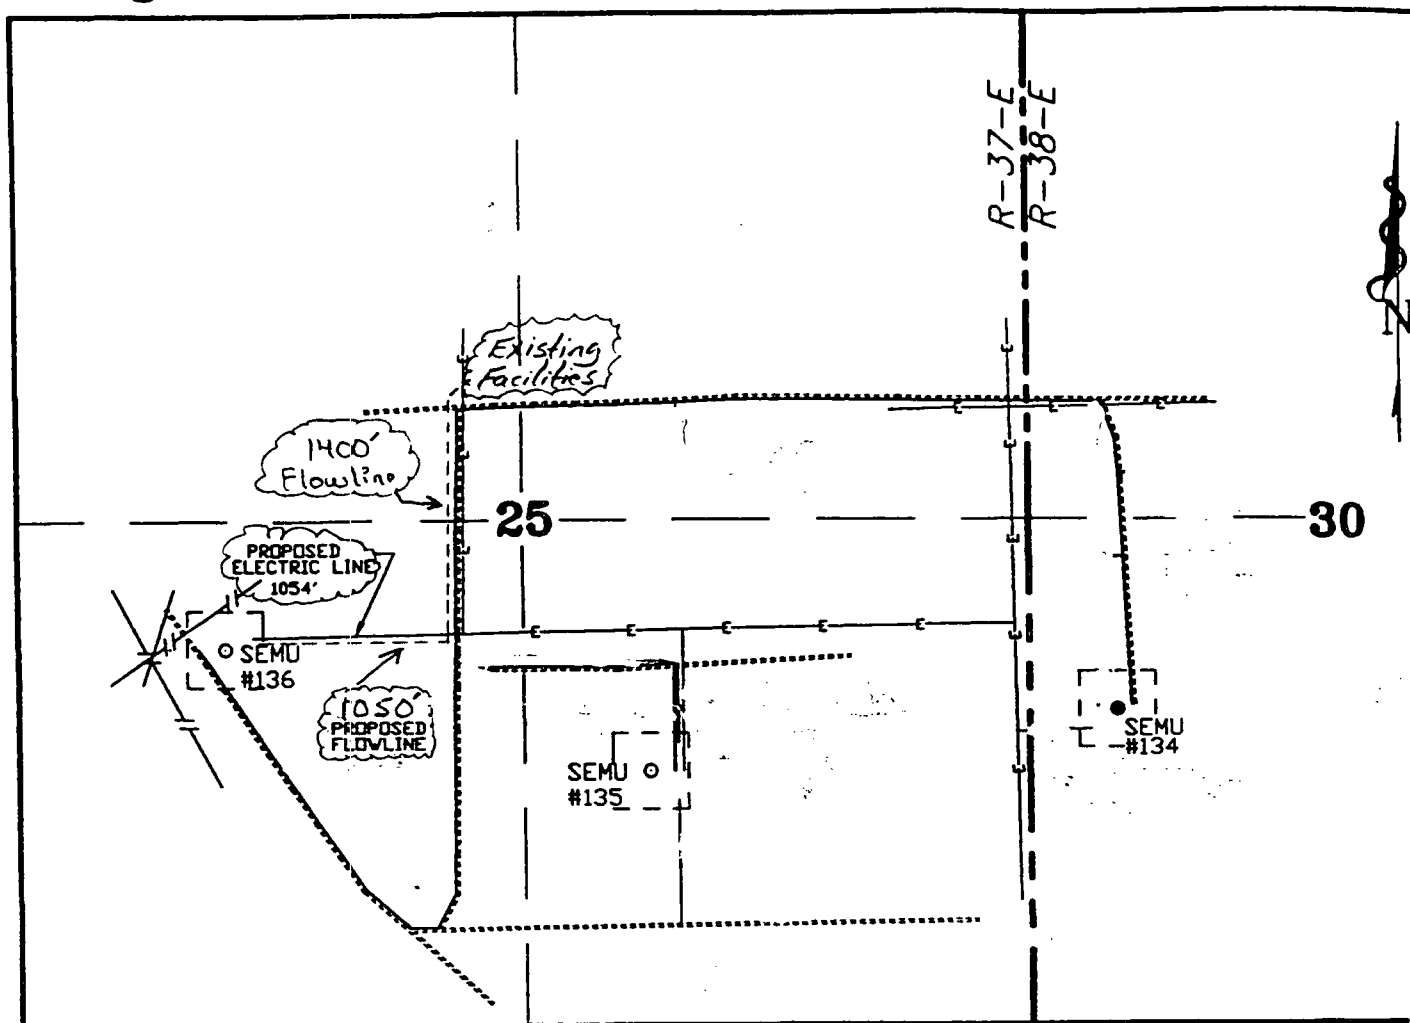 R-37-E
R-38-E
N
Existing
Facilities
1400'
Flowline
25
30
PROPOSED
ELECTRIC LINE
1054'
E E E
E E E E E
SEMU
#136
1050'
PROPOSED
FLOWLINE
SEMU
#134
SEMU
#135